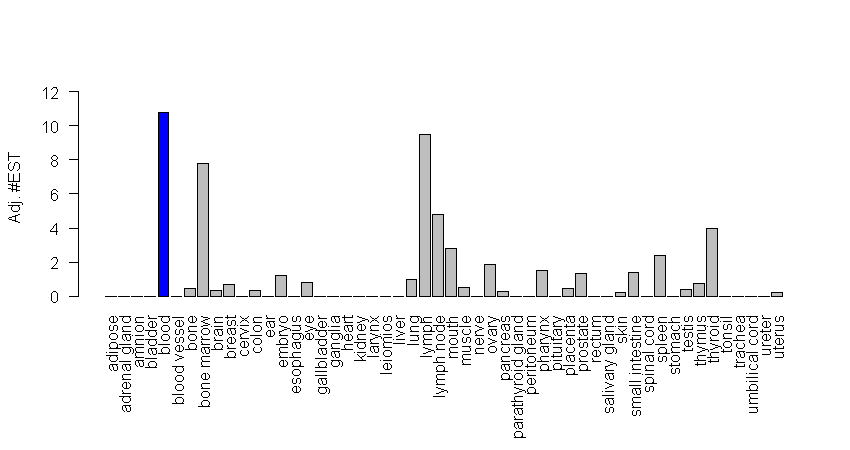 Adj. #EST
12
10
8
6
4
2
0
adipose
adrenal gland
amnion
bladder
blood
blood vessel
bone
bone marrow
brain
breast
cervix
colon
ear
embryo
esophagus
eye
gallbladder
ganglia
heart
kidney
larynx
leiomios
liver
lung
lymph
lymph node
mouth
muscle
nerve
ovary
pancreas
parathyroid gland
peritoneum
pharynx
pituitary
placenta
prostate
rectum
salivary gland
skin
small intestine
spinal cord
spleen
stomach
testis
thymus
thyroid
tonsil
trachea
umbilical cord
ureter
uterus